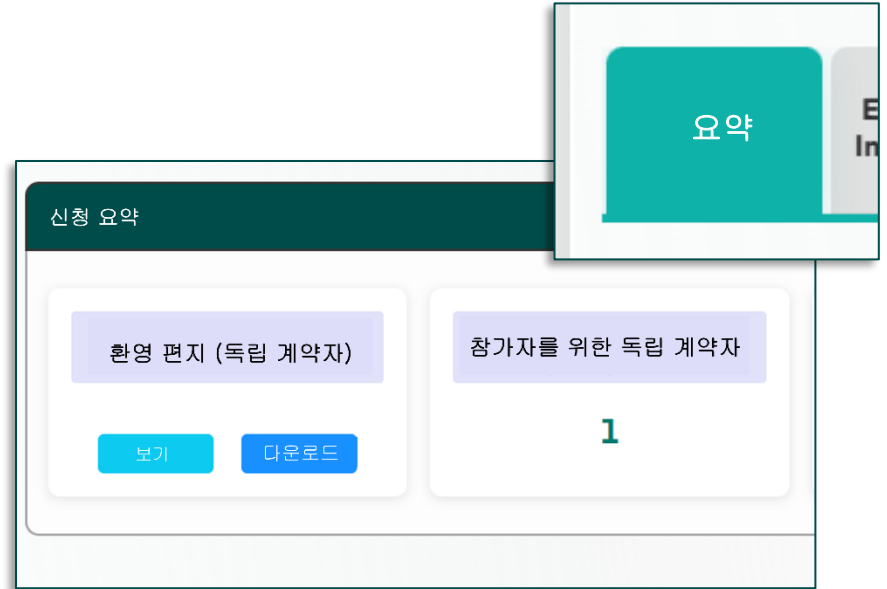 요약
신청 요약
환영 편지 (독립 계약자)
참가자를 위한 독립 계약자
보기
다운로드
1